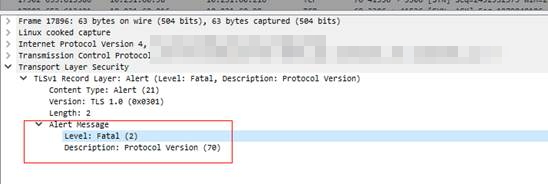 Frame 17896: 63 bytes on wire (504 bits), 63 bytes captured (504 bits)
Linux cooked capture
Internet Protocol Version 4,
Transmission Control Protoco
Transport Layer Security
TLSv1 Record Layer: Alert (Level: Fatal, Description: Protocol Version)
Content Type: Alert (21)
Version: TLS 1.0 (0x0301)
Length: 2
Alert Message
Level: Fatal (2)
Description: Protocol Version (70)